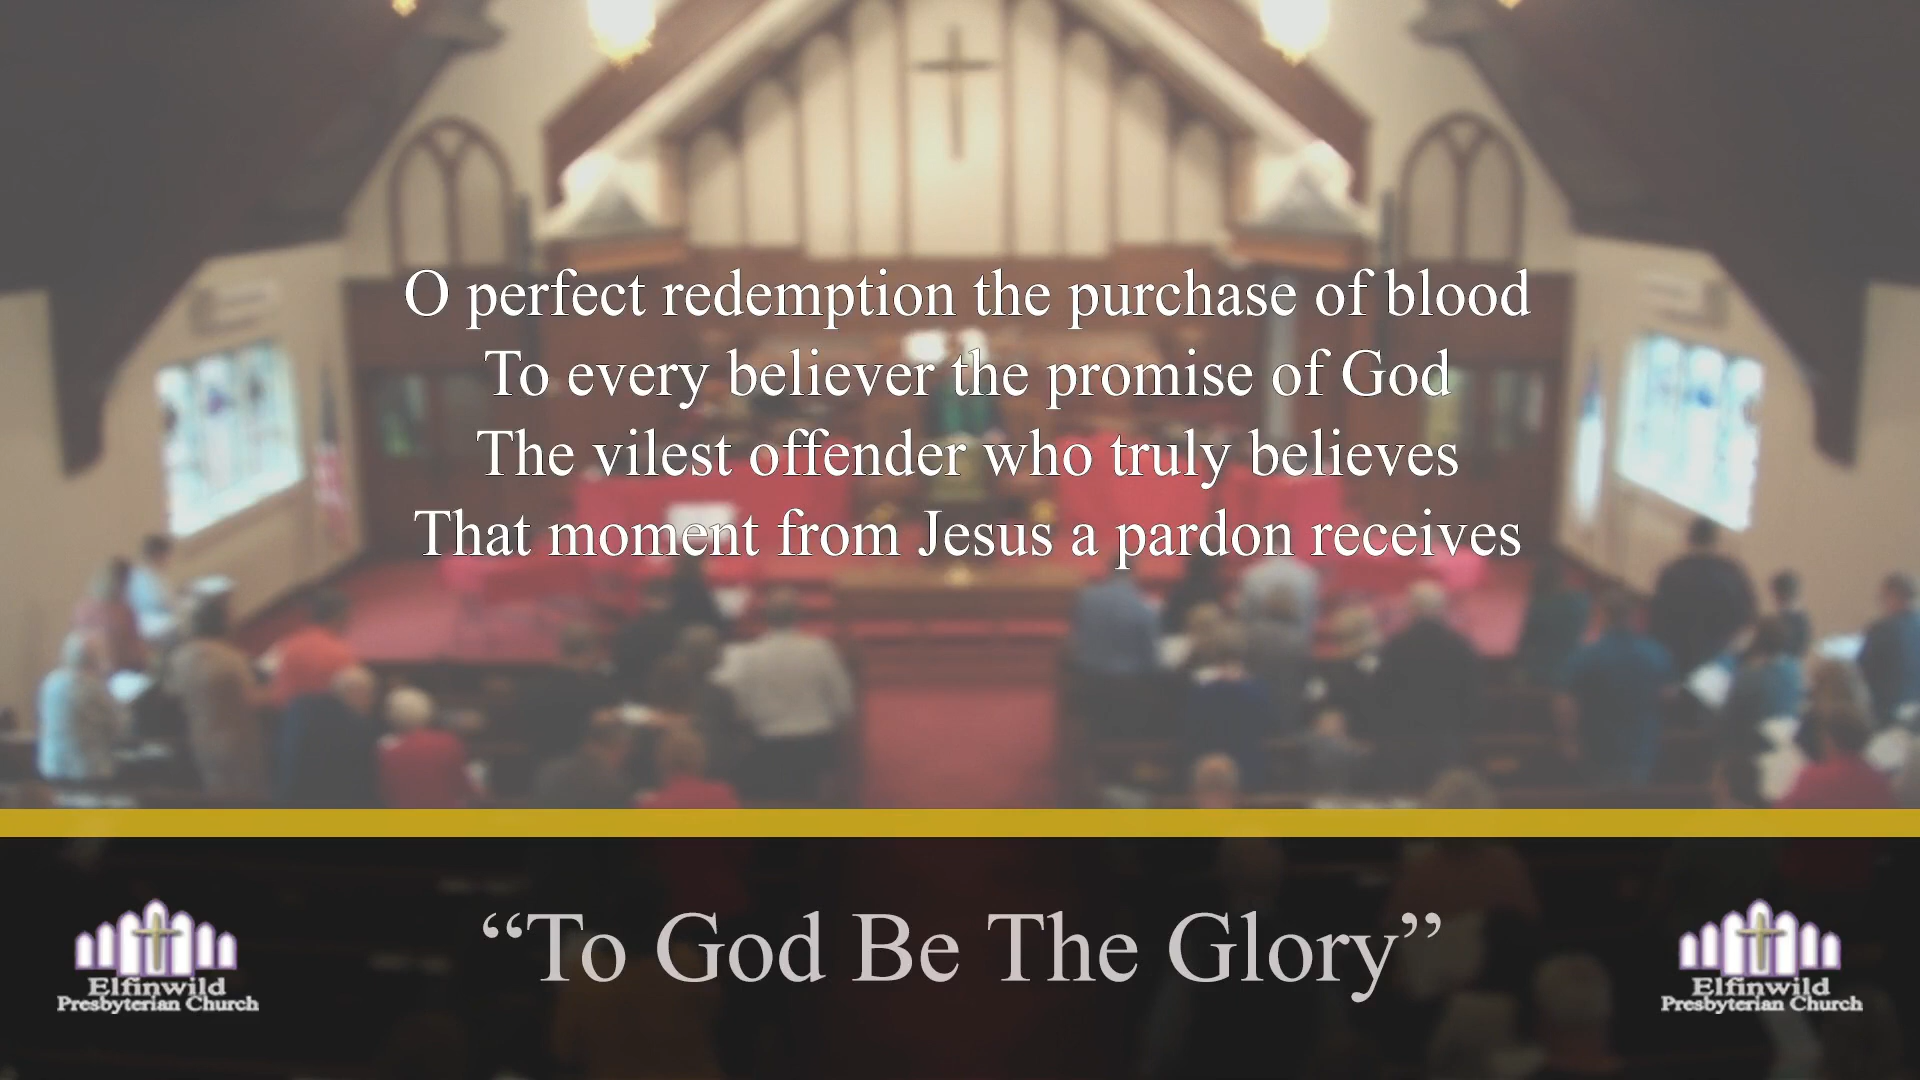 O perfect redemption the purchase of blood
To every believer the promise of God
The vilest offender who truly believes
That moment from Jesus a pardon receives
“To God Be The Glory”
Elfinwild
Presbyterian Church
Elfinwild
Presbyterian Church